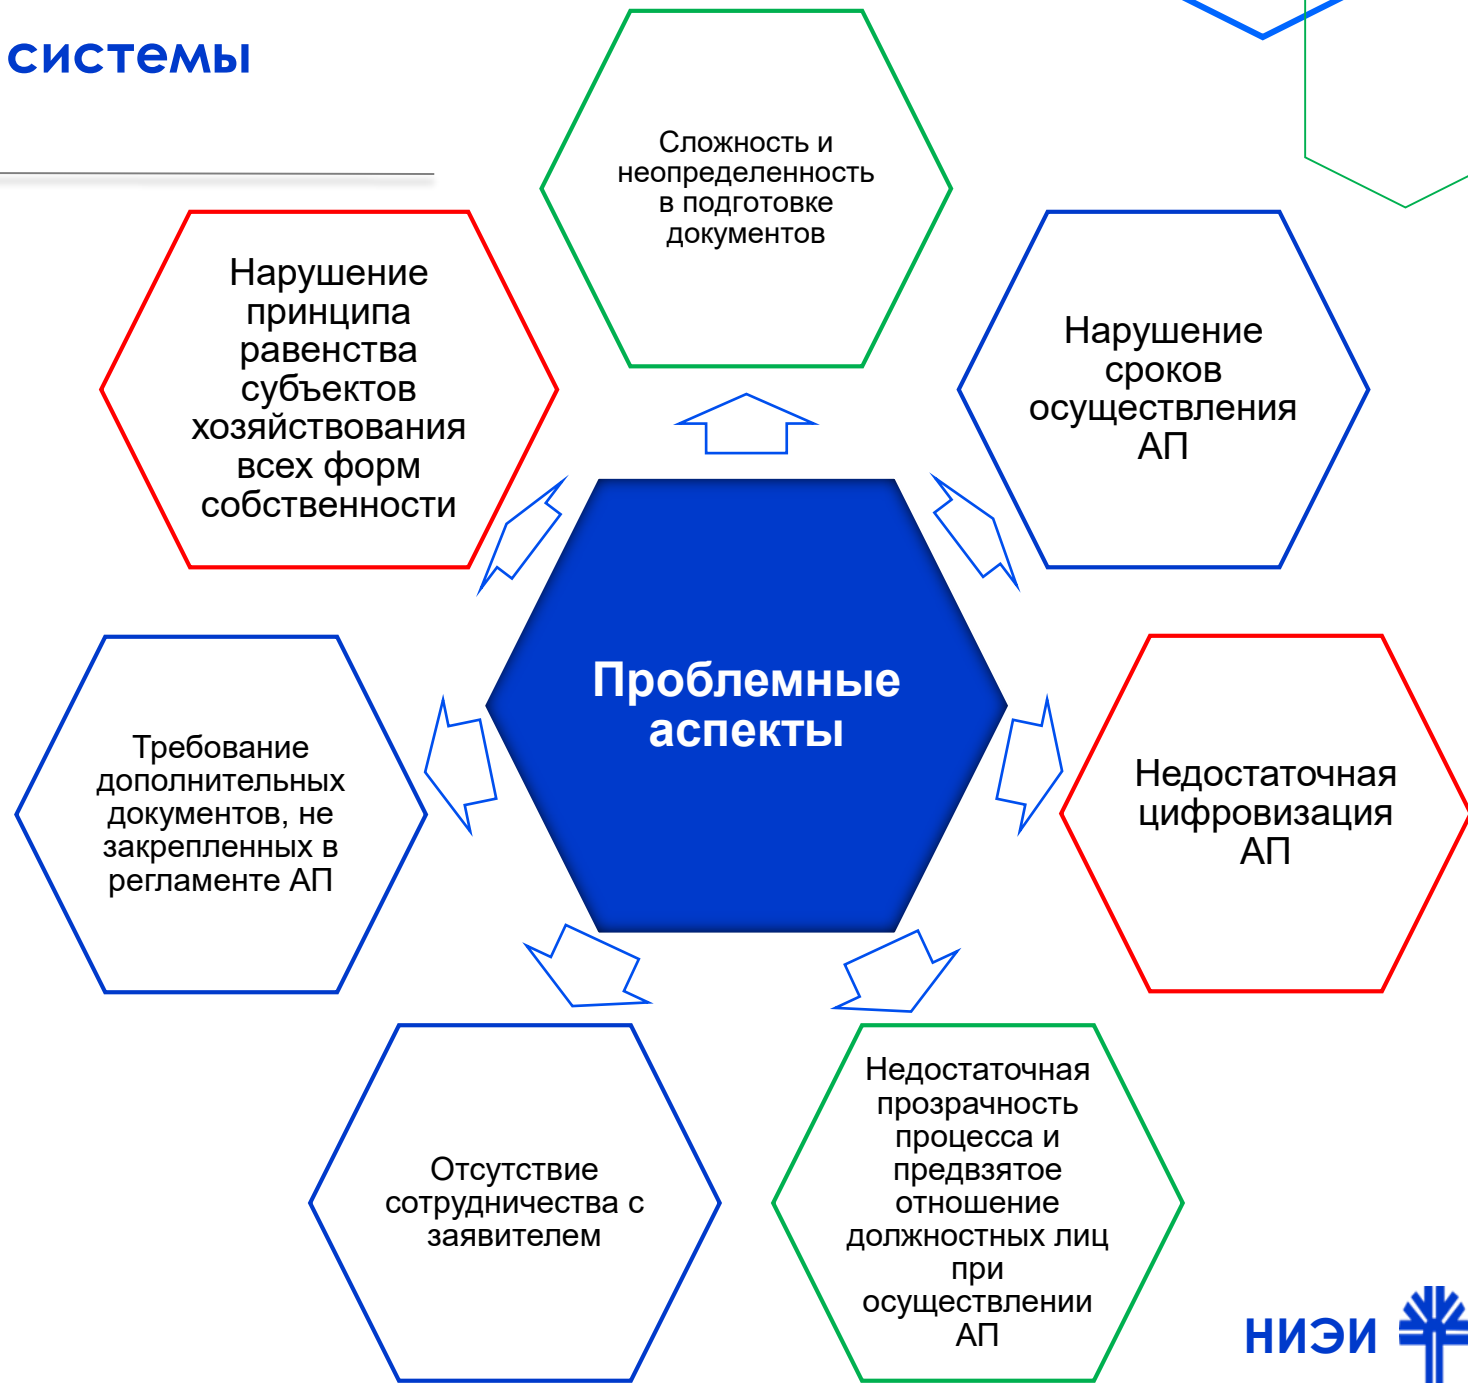 системы
Сложность и
неопределенность
в подготовке
документов
Нарушение
принципа
равенства
субъектов
хозяйствования
всех форм
собственности
Нарушение
сроков
осуществления
АП
Проблемные
аспекты
Требование
дополнительных
документов, не
закрепленных в
регламенте АП
Недостаточная
цифровизация
АП
Отсутствие
сотрудничества с
заявителем
Недостаточная
прозрачность
процесса и
предвзятое
отношение
должностных лиц
при
осуществлении
АП
НИЭИ